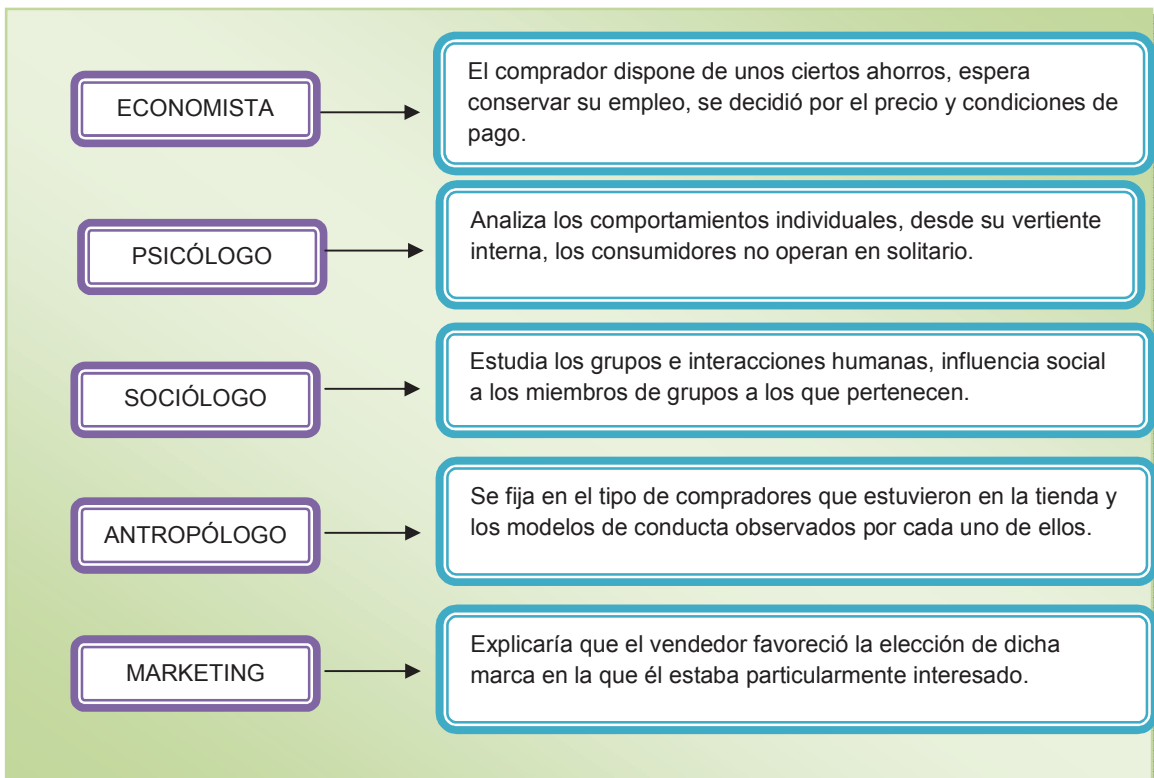 ECONOMISTA
El comprador dispone de unos ciertos ahorros, espera
conservar su empleo, se decidió por el precio y condiciones de
pago.
PSICÓLOGO
Analiza los comportamientos individuales, desde su vertiente
interna, los consumidores no operan en solitario.
SOCIÓLOGO
Estudia los grupos e interacciones humanas, influencia social
a los miembros de grupos a los que pertenecen.
ANTROPÓLOGO
Se fija en el tipo de compradores que estuvieron en la tienda y
los modelos de conducta observados por cada uno de ellos.
MARKETING
Explicaría que el vendedor favoreció la elección de dicha
marca en la que él estaba particularmente interesado.